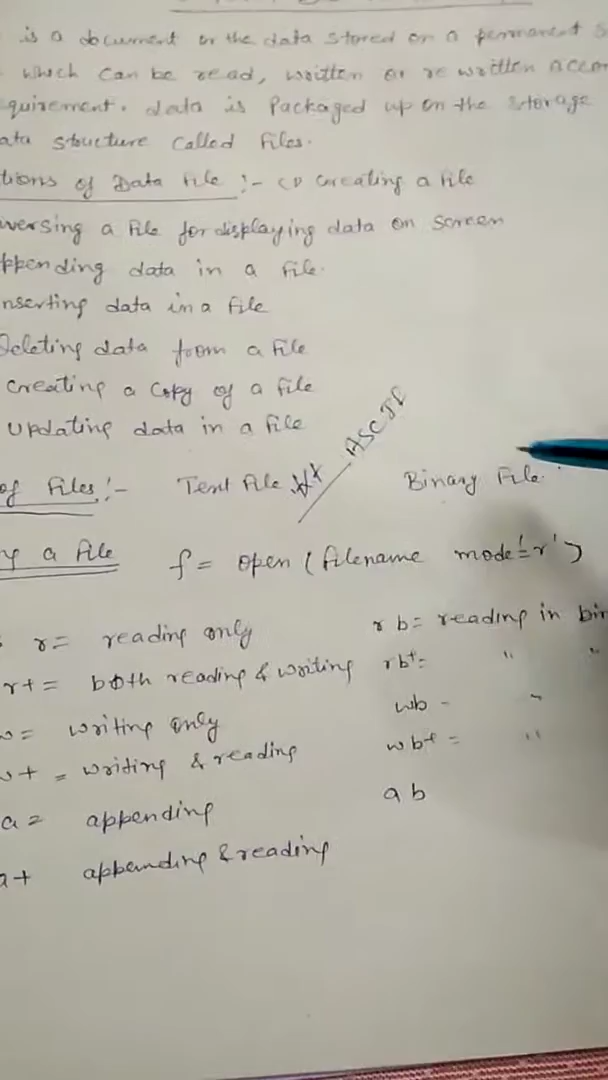 is a document or the data stored on a permanent
which can be read, written or re written accor
quirement. data is Packaged up on the storage
ata structure called files.
tions of Data File :- (1) Creating a file
versing a file for displaying data on screen
ppending data in a file.
nserting data in a file
Deleting data from a file
creating a copy of a file
updating data in a file
ASCII
of Files:- Text File Binary File.
g a file f = open (filename mode='r')
r = reading only rb = reading in bin
r+ = both reading & writing rb+= " "
w = writing only wb - "
w+ = writing & reading wb+ = "
a = appending ab
a+ appending & reading